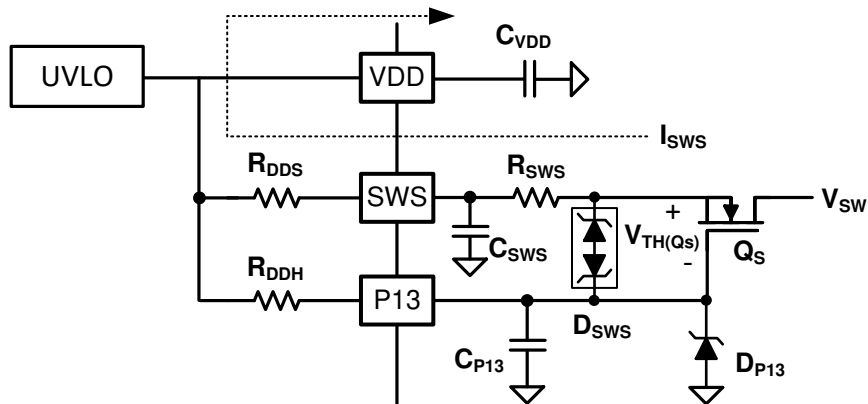 C_VDD
UVLO
VDD
I_SWS
R_DDS
SWS
R_SWS
+
V_SW
V_TH(Qs)
C_SWS
-
Q_S
R_DDH
P13
D_SWS
C_P13
D_P13